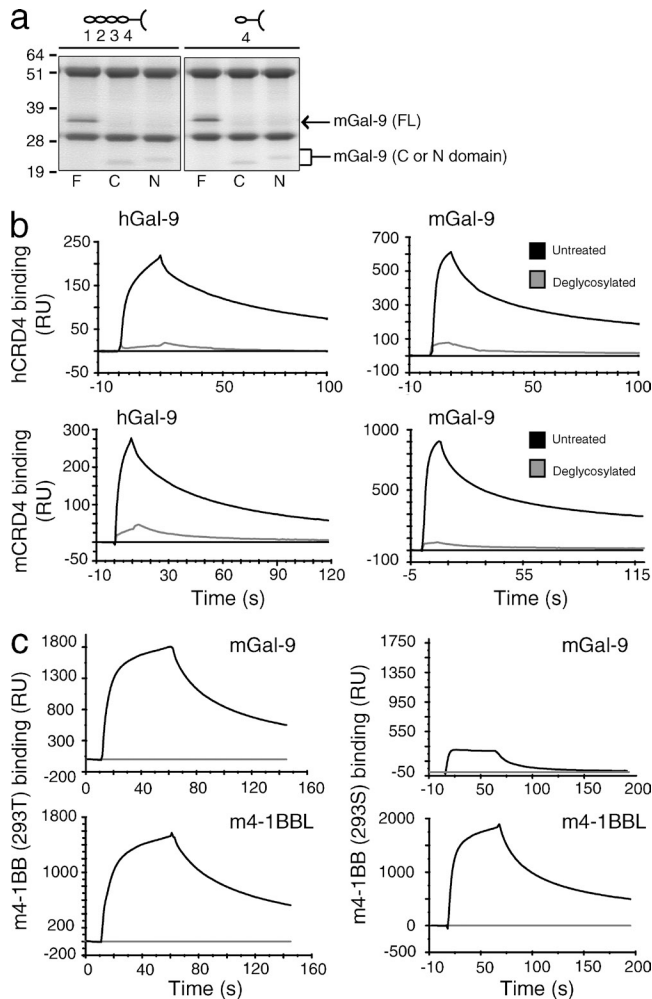 a
1 2 3 4
4
64
51
39
28
19
mGal-9 (FL)
mGal-9 (C or N domain)
F C N
F C N
b
hGal-9
mGal-9
hCRD4 binding
(RU)
250
150
50
-50
-10
50
100
700
500
300
100
-100
-10
50
100
Untreated
Deglycosylated
hGal-9
mGal-9
mCRD4 binding
(RU)
300
200
100
-50
-10
30
60
90
120
1000
500
-100
-5
55
115
Untreated
Deglycosylated
Time (s)
Time (s)
c
mGal-9
mGal-9
m4-1BB (293T) binding (RU)
1800
1300
800
300
-200
0 40 80 120 160
m4-1BB (293S) binding (RU)
1750
1350
950
550
-50
-10
50
100
150
200
m4-1BBL
m4-1BBL
1800
1000
200
-200
0 40 80 120 160
2000
1000
0
-500
-10
50
100
150
200
Time (s)
Time (s)